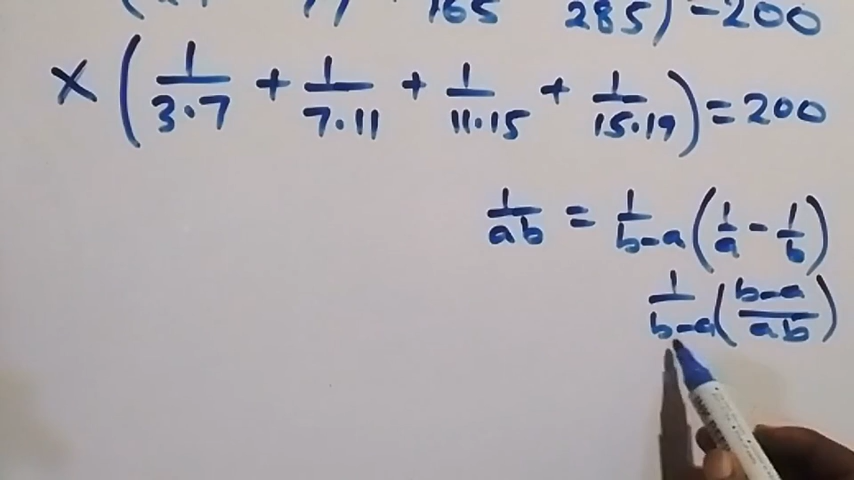 ( 77 165 285) = 200
x (1/3·7 + 1/7·11 + 1/11·15 + 1/15·19) = 200
1/ab = 1/b-a (1/a - 1/b)
1/b-a (b-a/ab)